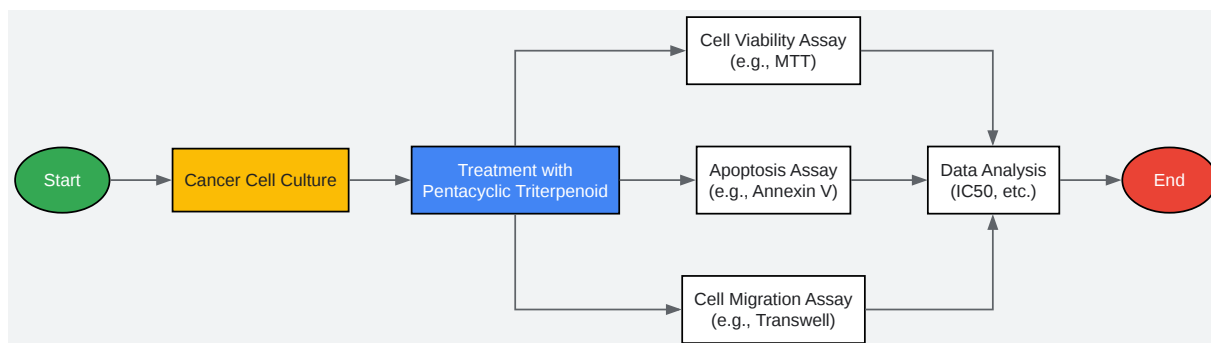 Start
Cancer Cell Culture
Treatment with
Pentacyclic Triterpenoid
Cell Viability Assay
(e.g., MTT)
Apoptosis Assay
(e.g., Annexin V)
Cell Migration Assay
(e.g., Transwell)
Data Analysis
(IC50, etc.)
End